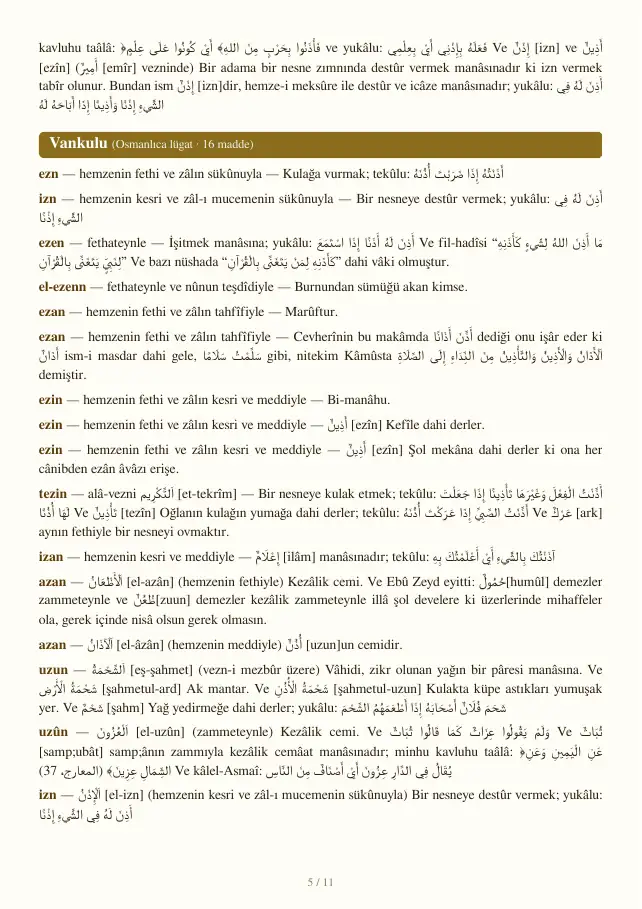 kavluhu taâlâ: ﴿فَأْذَنُوا بِحَرْبٍ مِنَ اللهِ﴾ أَيْ كُونُوا عَلَى عِلْمٍ ve yukâlu: فَعَلَهُ بِإِذْنِي أَيْ بِعِلْمِي Ve إِذْنٌ [izn] ve أَذِينٌ
[ezîn] (أَمِيرٌ [emîr] vezninde) Bir adama bir nesne zımnında destûr vermek manâsınadır ki izn vermek
tabîr olunur. Bundan ism إِذْنٌ [izn]dir, hemze-i meksûre ile destûr ve icâze manâsınadır; yukâlu: أَذِنَ لَهُ فِي
الشَّيءِ إِذْنًا وَأَذِينًا إِذَا أَبَاحَهُ لَهُ
Vankulu (Osmanlıca lügat · 16 madde)
ezn — hemzenin fethi ve zâlın sükûnuyla — Kulağa vurmak; tekûlu: أَذَنْتُهُ إِذَا ضَرَبْتَ أُذُنَهُ
izn — hemzenin kesri ve zâl-ı mucemenin sükûnuyla — Bir nesneye destûr vermek; yukâlu: أَذِنَ لَهُ فِي
الشَّيءِ إِذْنًا
ezen — fethateynle — İşitmek manâsına; yukâlu: أَذِنَ لَهُ أَذَنًا إِذَا اسْتَمَعَ Ve fil-hadîsi “مَا أَذِنَ اللهُ لِشَيءٍ كَأَذَنِهِ
لِنَبِيٍّ يَتَغَنَّى بِالْقُرْآنِ” Ve bazı nüshada “كَأَذَنِهِ لِمَنْ يَتَغَنَّى بِالْقُرْآنِ” dahi vâki olmuştur.
el-ezenn — fethateyle ve nûnun teşdîdiyle — Burnundan sümüğü akan kimse.
ezan — hemzenin fethi ve zâlın tahfîfiyle — Marûftur.
ezan — hemzenin fethi ve zâlın tahfîfiyle — Cevherînin bu makâmda أَذَّنَ أَذَانًا dediği onu işâr eder ki
أَذَانٌ ism-i masdar dahi gele, سَلَّمْتُ سَلَامًا gibi, nitekim Kâmûsta اَلْأَذَانُ وَالْأَذِينُ وَالتَّأْذِينُ مِنَ النِّدَاءِ إِلَى الصَّلَاةِ
demiştir.
ezin — hemzenin fethi ve zâlın kesri ve meddiyle — Bi-manâhu.
ezin — hemzenin fethi ve zâlın kesri ve meddiyle — أَذِينٌ [ezîn] Kefîle dahi derler.
ezin — hemzenin fethi ve zâlın kesri ve meddiyle — أَذِينٌ [ezîn] Şol mekâna dahi derler ki ona her
cânibden ezân âvâzı erişe.
tezin — alâ-vezni اَلتَّكْرِيم [et-tekrîm] — Bir nesneye kulak etmek; tekûlu: أَذَّنْتُ الْفِعْلَ وَغَيْرَهَا تَأْذِينًا إِذَا جَعَلْتَ
لَهَا أُذُنًا Ve تَأْذِينٌ [tezîn] Oğlanın kulağın yumağa dahi derler; tekûlu: أَذَّنْتُ الصَّبِيَّ إِذَا عَرَكْتَ أُذُنَهُ Ve عَرْكٌ [ark]
aynın fethiyle bir nesneyi ovmaktır.
izan — hemzenin kesri ve meddiyle — إِعْلَامٌ [ilâm] manâsınadır; tekûlu: آذَنْتُكَ بِالشَّيءِ أَيْ أَعْلَمْتُكَ بِهِ
azan — اَلْأَظْعَانُ [el-azân] (hemzenin fethiyle) Kezâlik cemi. Ve Ebû Zeyd eyitti: حُمُولٌ[humûl] demezler
zammeteynle ve ظُعُنٌ[zuun] demezler kezâlik zammeteynle illâ şol develere ki üzerlerinde mihaffeler
ola, gerek içinde nisâ olsun gerek olmasın.
azan — اَلْآذَانُ [el-âzân] (hemzenin meddiyle) أُذُنٌ [uzun]un cemidir.
uzun — اَلشَّحْمَةُ [eş-şahmet] (vezn-i mezbûr üzere) Vâhidi, zikr olunan yağın bir pâresi manâsına. Ve
شَحْمَةُ الْأَرْضِ [şahmetul-ard] Ak mantar. Ve شَحْمَةُ الْأُذُنِ [şahmetul-uzun] Kulakta küpe astıkları yumuşak
yer. Ve شَحْمٌ [şahm] Yağ yedirmeğe dahi derler; yukâlu: شَحَمَ فُلَانٌ أَصْحَابَهُ إِذَا أَطْعَمَهُمُ الشَّحْمَ
uzûn — اَلْعُزُونَ [el-uzûn] (zammeteyle) Kezâlik cemi. Ve وَلَمْ يَقُولُوا عِزَاتٌ كَمَا قَالُوا ثُبَاتٌ Ve ثُبَاتٌ
[samp;ubât] samp;ânın zammıyla kezâlik cemâat manâsınadır; minhu kavluhu taâlâ: ﴿عَنِ الْيَمِينِ وَعَنِ
الشِّمَالِ عِزِينَ﴾ (المعارج، 37) Ve kâlel-Asmaî: يُقَالُ فِي الدَّارِ عِزُونَ أَيْ أَصْنَافٌ مِنَ النَّاسِ
izn — اَلْإِذْنُ [el-izn] (hemzenin kesri ve zâl-ı mucemenin sükûnuyla) Bir nesneye destûr vermek; yukâlu:
أَذِنَ لَهُ فِي الشَّيءِ إِذْنًا
5 / 11